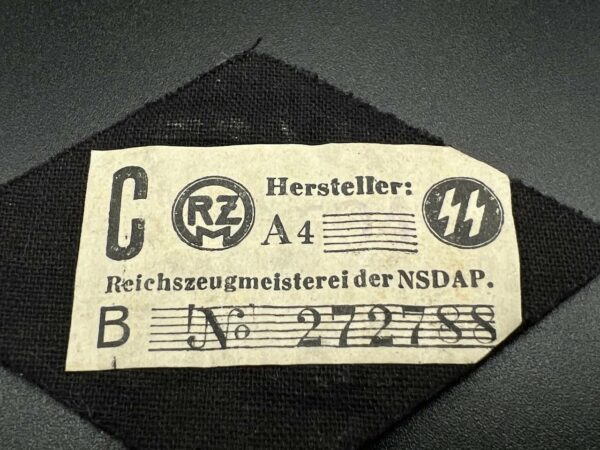 C RZM Hersteller:
A4
Reichszeugmeisterei der NSDAP.
B № 272788